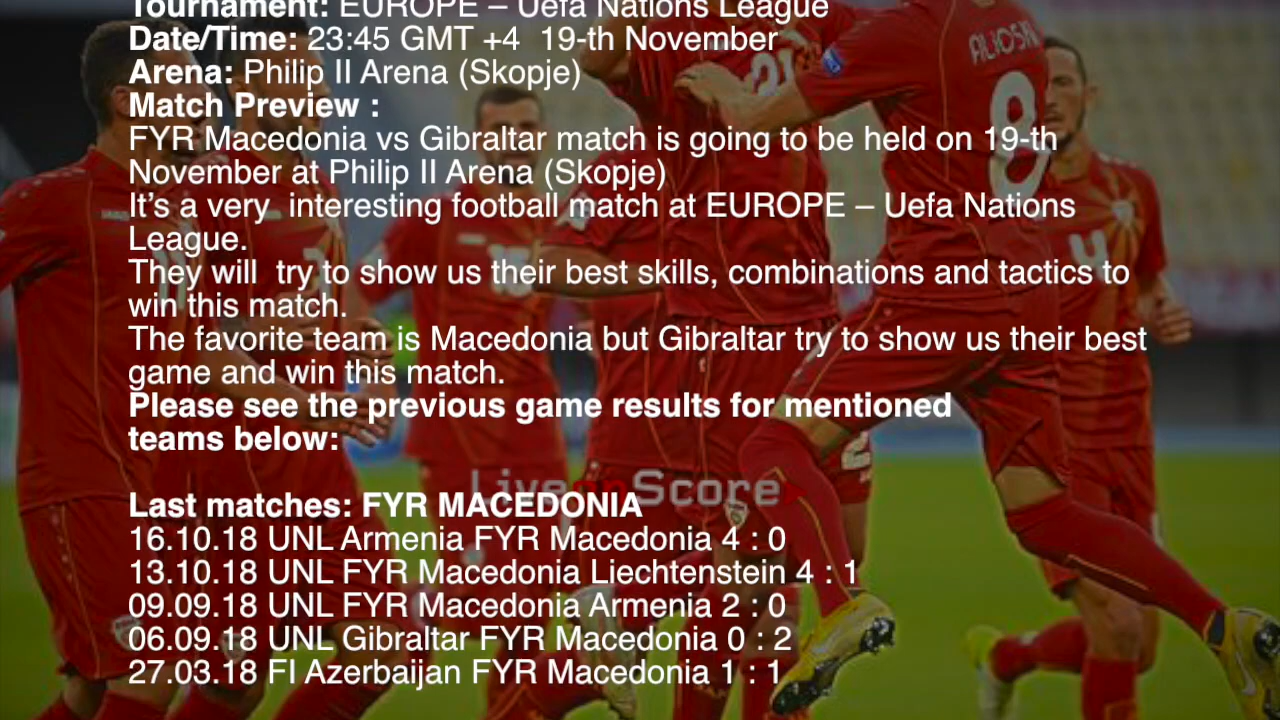 Tournament: EUROPE – Uefa Nations League
Date/Time: 23:45 GMT +4  19-th November
Arena: Philip II Arena (Skopje)
Match Preview :
FYR Macedonia vs Gibraltar match is going to be held on 19-th
November at Philip II Arena (Skopje)
It’s a very  interesting football match at EUROPE – Uefa Nations
League.
They will  try to show us their best skills, combinations and tactics to
win this match.
The favorite team is Macedonia but Gibraltar try to show us their best
game and win this match.
Please see the previous game results for mentioned
teams below:
LiveonScore
Last matches: FYR MACEDONIA
16.10.18 UNL Armenia FYR Macedonia 4 : 0
13.10.18 UNL FYR Macedonia Liechtenstein 4 : 1
09.09.18 UNL FYR Macedonia Armenia 2 : 0
06.09.18 UNL Gibraltar FYR Macedonia 0 : 2
27.03.18 FI Azerbaijan FYR Macedonia 1 : 1
8
4
2